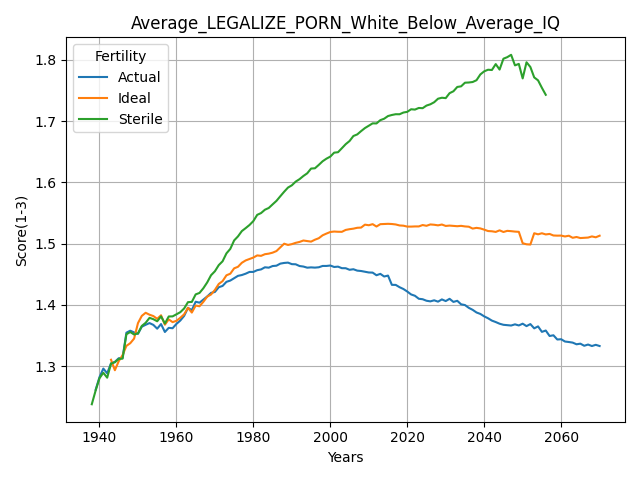 Average_LEGALIZE_PORN_White_Below_Average_IQ
Fertility
Actual
Ideal
Sterile
Score(1-3)
1.8
1.7
1.6
1.5
1.4
1.3
1940
1960
1980
2000
2020
2040
2060
Years